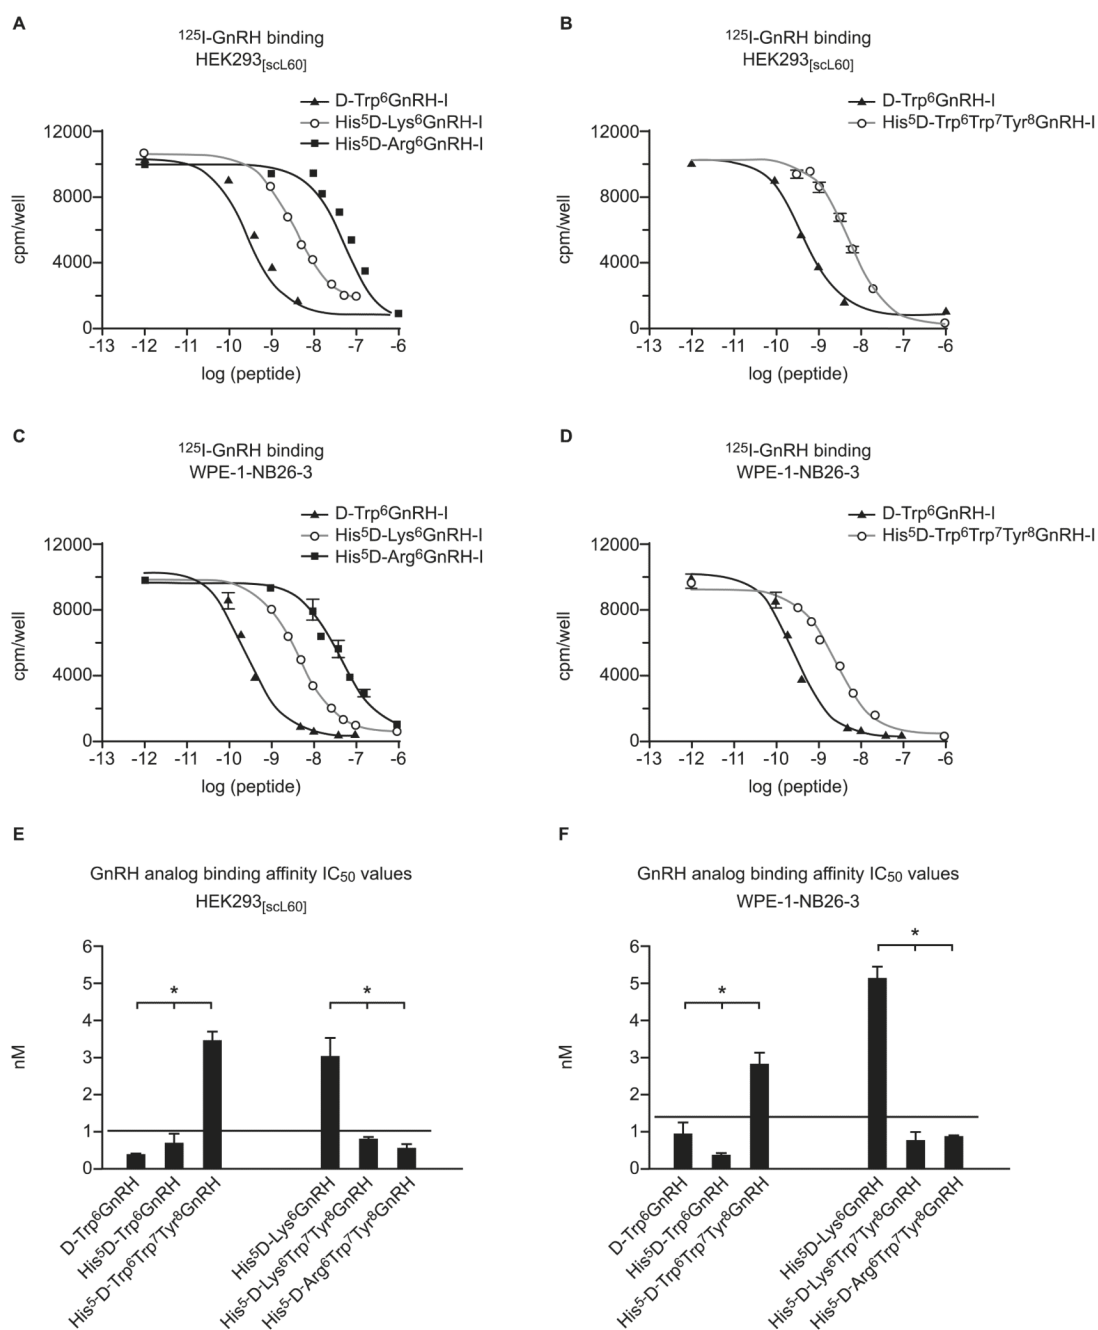 A
¹²⁵I-GnRH binding
HEK293[scL60]
D-Trp⁶GnRH-I
His⁵D-Lys⁶GnRH-I
His⁵D-Arg⁶GnRH-I
cpm/well
12000
8000
4000
0
-13 -12 -11 -10 -9 -8 -7 -6
log (peptide)
B
¹²⁵I-GnRH binding
HEK293[scL60]
D-Trp⁶GnRH-I
His⁵D-Trp⁶Trp⁷Tyr⁸GnRH-I
cpm/well
12000
8000
4000
0
-13 -12 -11 -10 -9 -8 -7 -6
log (peptide)
C
¹²⁵I-GnRH binding
WPE-1-NB26-3
D-Trp⁶GnRH-I
His⁵D-Lys⁶GnRH-I
His⁵D-Arg⁶GnRH-I
cpm/well
12000
8000
4000
0
-13 -12 -11 -10 -9 -8 -7 -6
log (peptide)
D
¹²⁵I-GnRH binding
WPE-1-NB26-3
D-Trp⁶GnRH-I
His⁵D-Trp⁶Trp⁷Tyr⁸GnRH-I
cpm/well
12000
8000
4000
0
-13 -12 -11 -10 -9 -8 -7 -6
log (peptide)
E
GnRH analog binding affinity IC₅₀ values
HEK293[scL60]
nM
6
5
4
3
2
1
0
* *
D-Trp⁶GnRH
His⁵D-Trp⁶GnRH
His⁵-D-Trp⁶Trp⁷Tyr⁸GnRH
His⁵D-Lys⁶GnRH
His⁵-D-Lys⁶Trp⁷Tyr⁸GnRH
His⁵-D-Arg⁶Trp⁷Tyr⁸GnRH
F
GnRH analog binding affinity IC₅₀ values
WPE-1-NB26-3
nM
6
5
4
3
2
1
0
* *
D-Trp⁶GnRH
His⁵D-Trp⁶GnRH
His⁵-D-Trp⁶Trp⁷Tyr⁸GnRH
His⁵D-Lys⁶GnRH
His⁵-D-Lys⁶Trp⁷Tyr⁸GnRH
His⁵-D-Arg⁶Trp⁷Tyr⁸GnRH